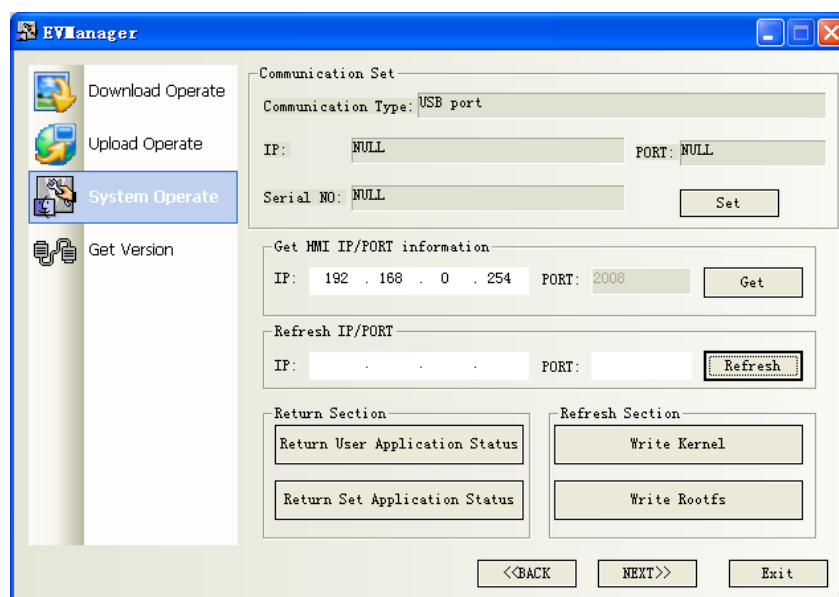 EVManager
Download Operate
Upload Operate
System Operate
Get Version
Communication Set
Communication Type: USB port
IP: NULL PORT: NULL
Serial NO: NULL Set
Get HMI IP/PORT information
IP: 192 . 168 . 0 . 254 PORT: 2008 Get
Refresh IP/PORT
IP: . . . PORT: Refresh
Return Section
Return User Application Status
Return Set Application Status
Refresh Section
Write Kernel
Write Rootfs
<<BACK NEXT>> Exit